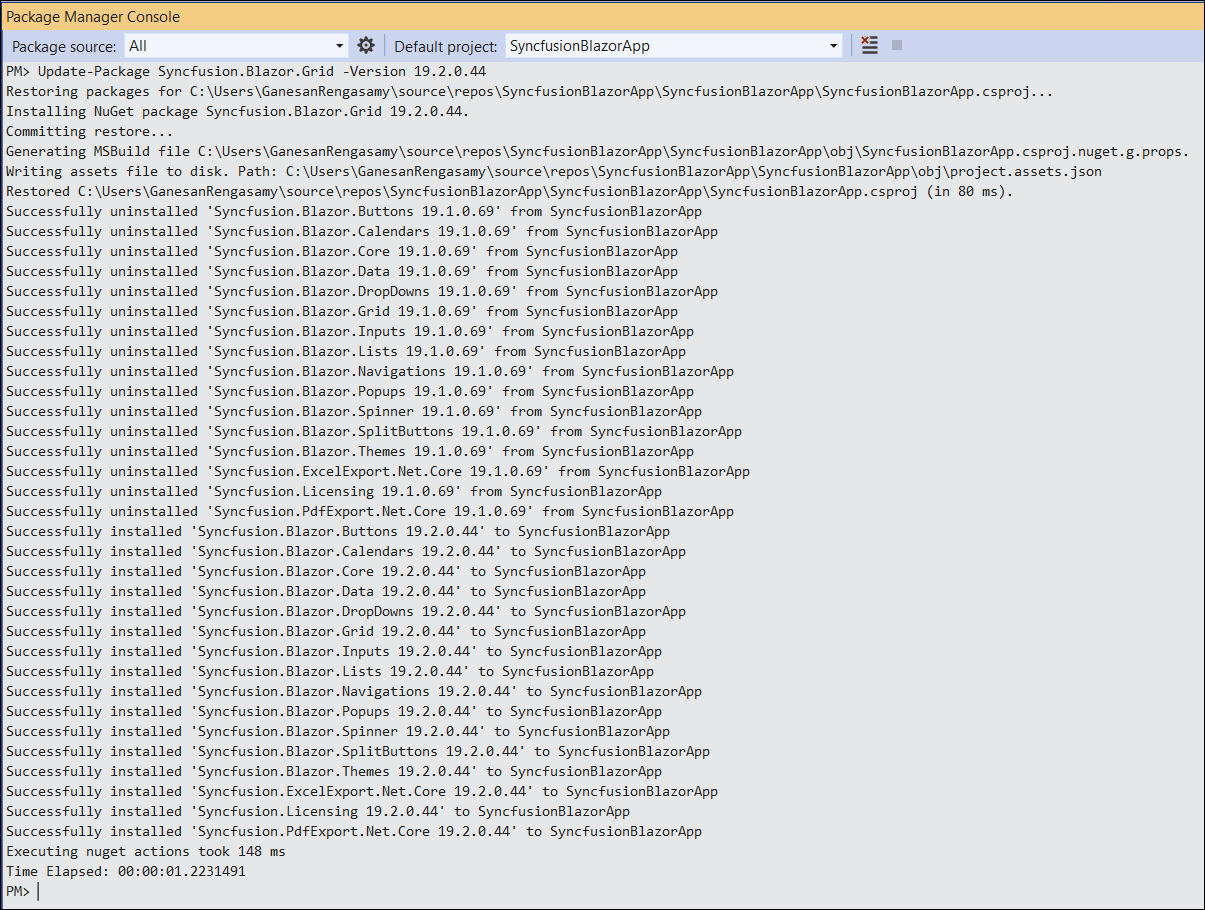 Package Manager Console
Package source: All Default project: SyncfusionBlazorApp
PM> Update-Package Syncfusion.Blazor.Grid -Version 19.2.0.44
Restoring packages for C:\Users\GanesanRengasamy\source\repos\SyncfusionBlazorApp\SyncfusionBlazorApp\SyncfusionBlazorApp.csproj...
Installing NuGet package Syncfusion.Blazor.Grid 19.2.0.44.
Committing restore...
Generating MSBuild file C:\Users\GanesanRengasamy\source\repos\SyncfusionBlazorApp\SyncfusionBlazorApp\obj\SyncfusionBlazorApp.csproj.nuget.g.props.
Writing assets file to disk. Path: C:\Users\GanesanRengasamy\source\repos\SyncfusionBlazorApp\SyncfusionBlazorApp\obj\project.assets.json
Restored C:\Users\GanesanRengasamy\source\repos\SyncfusionBlazorApp\SyncfusionBlazorApp\SyncfusionBlazorApp.csproj (in 80 ms).
Successfully uninstalled 'Syncfusion.Blazor.Buttons 19.1.0.69' from SyncfusionBlazorApp
Successfully uninstalled 'Syncfusion.Blazor.Calendars 19.1.0.69' from SyncfusionBlazorApp
Successfully uninstalled 'Syncfusion.Blazor.Core 19.1.0.69' from SyncfusionBlazorApp
Successfully uninstalled 'Syncfusion.Blazor.Data 19.1.0.69' from SyncfusionBlazorApp
Successfully uninstalled 'Syncfusion.Blazor.DropDowns 19.1.0.69' from SyncfusionBlazorApp
Successfully uninstalled 'Syncfusion.Blazor.Grid 19.1.0.69' from SyncfusionBlazorApp
Successfully uninstalled 'Syncfusion.Blazor.Inputs 19.1.0.69' from SyncfusionBlazorApp
Successfully uninstalled 'Syncfusion.Blazor.Lists 19.1.0.69' from SyncfusionBlazorApp
Successfully uninstalled 'Syncfusion.Blazor.Navigations 19.1.0.69' from SyncfusionBlazorApp
Successfully uninstalled 'Syncfusion.Blazor.Popups 19.1.0.69' from SyncfusionBlazorApp
Successfully uninstalled 'Syncfusion.Blazor.Spinner 19.1.0.69' from SyncfusionBlazorApp
Successfully uninstalled 'Syncfusion.Blazor.SplitButtons 19.1.0.69' from SyncfusionBlazorApp
Successfully uninstalled 'Syncfusion.Blazor.Themes 19.1.0.69' from SyncfusionBlazorApp
Successfully uninstalled 'Syncfusion.ExcelExport.Net.Core 19.1.0.69' from SyncfusionBlazorApp
Successfully uninstalled 'Syncfusion.Licensing 19.1.0.69' from SyncfusionBlazorApp
Successfully uninstalled 'Syncfusion.PdfExport.Net.Core 19.1.0.69' from SyncfusionBlazorApp
Successfully installed 'Syncfusion.Blazor.Buttons 19.2.0.44' to SyncfusionBlazorApp
Successfully installed 'Syncfusion.Blazor.Calendars 19.2.0.44' to SyncfusionBlazorApp
Successfully installed 'Syncfusion.Blazor.Core 19.2.0.44' to SyncfusionBlazorApp
Successfully installed 'Syncfusion.Blazor.Data 19.2.0.44' to SyncfusionBlazorApp
Successfully installed 'Syncfusion.Blazor.DropDowns 19.2.0.44' to SyncfusionBlazorApp
Successfully installed 'Syncfusion.Blazor.Grid 19.2.0.44' to SyncfusionBlazorApp
Successfully installed 'Syncfusion.Blazor.Inputs 19.2.0.44' to SyncfusionBlazorApp
Successfully installed 'Syncfusion.Blazor.Lists 19.2.0.44' to SyncfusionBlazorApp
Successfully installed 'Syncfusion.Blazor.Navigations 19.2.0.44' to SyncfusionBlazorApp
Successfully installed 'Syncfusion.Blazor.Popups 19.2.0.44' to SyncfusionBlazorApp
Successfully installed 'Syncfusion.Blazor.Spinner 19.2.0.44' to SyncfusionBlazorApp
Successfully installed 'Syncfusion.Blazor.SplitButtons 19.2.0.44' to SyncfusionBlazorApp
Successfully installed 'Syncfusion.Blazor.Themes 19.2.0.44' to SyncfusionBlazorApp
Successfully installed 'Syncfusion.ExcelExport.Net.Core 19.2.0.44' to SyncfusionBlazorApp
Successfully installed 'Syncfusion.Licensing 19.2.0.44' to SyncfusionBlazorApp
Successfully installed 'Syncfusion.PdfExport.Net.Core 19.2.0.44' to SyncfusionBlazorApp
Executing nuget actions took 148 ms
Time Elapsed: 00:00:01.2231491
PM>